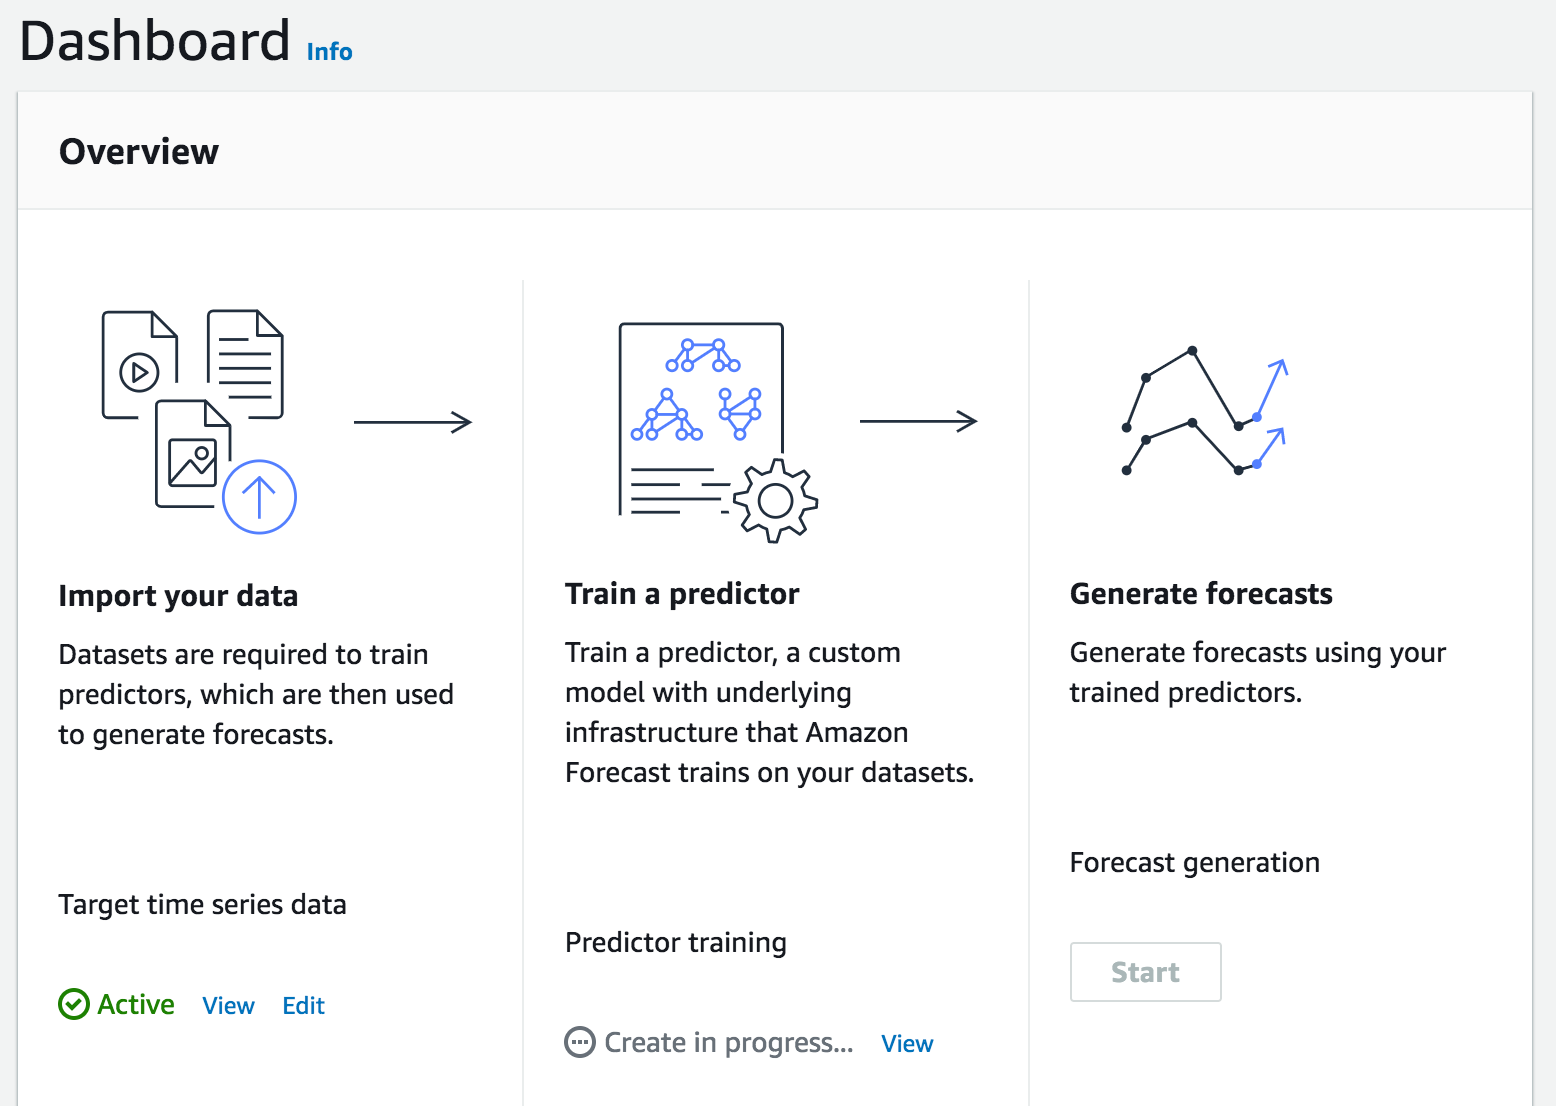 Dashboard Info
Overview
Import your data
Datasets are required to train
predictors, which are then used
to generate forecasts.
Target time series data
Active View Edit
Train a predictor
Train a predictor, a custom
model with underlying
infrastructure that Amazon
Forecast trains on your datasets.
Predictor training
Create in progress... View
Generate forecasts
Generate forecasts using your
trained predictors.
Forecast generation
Start